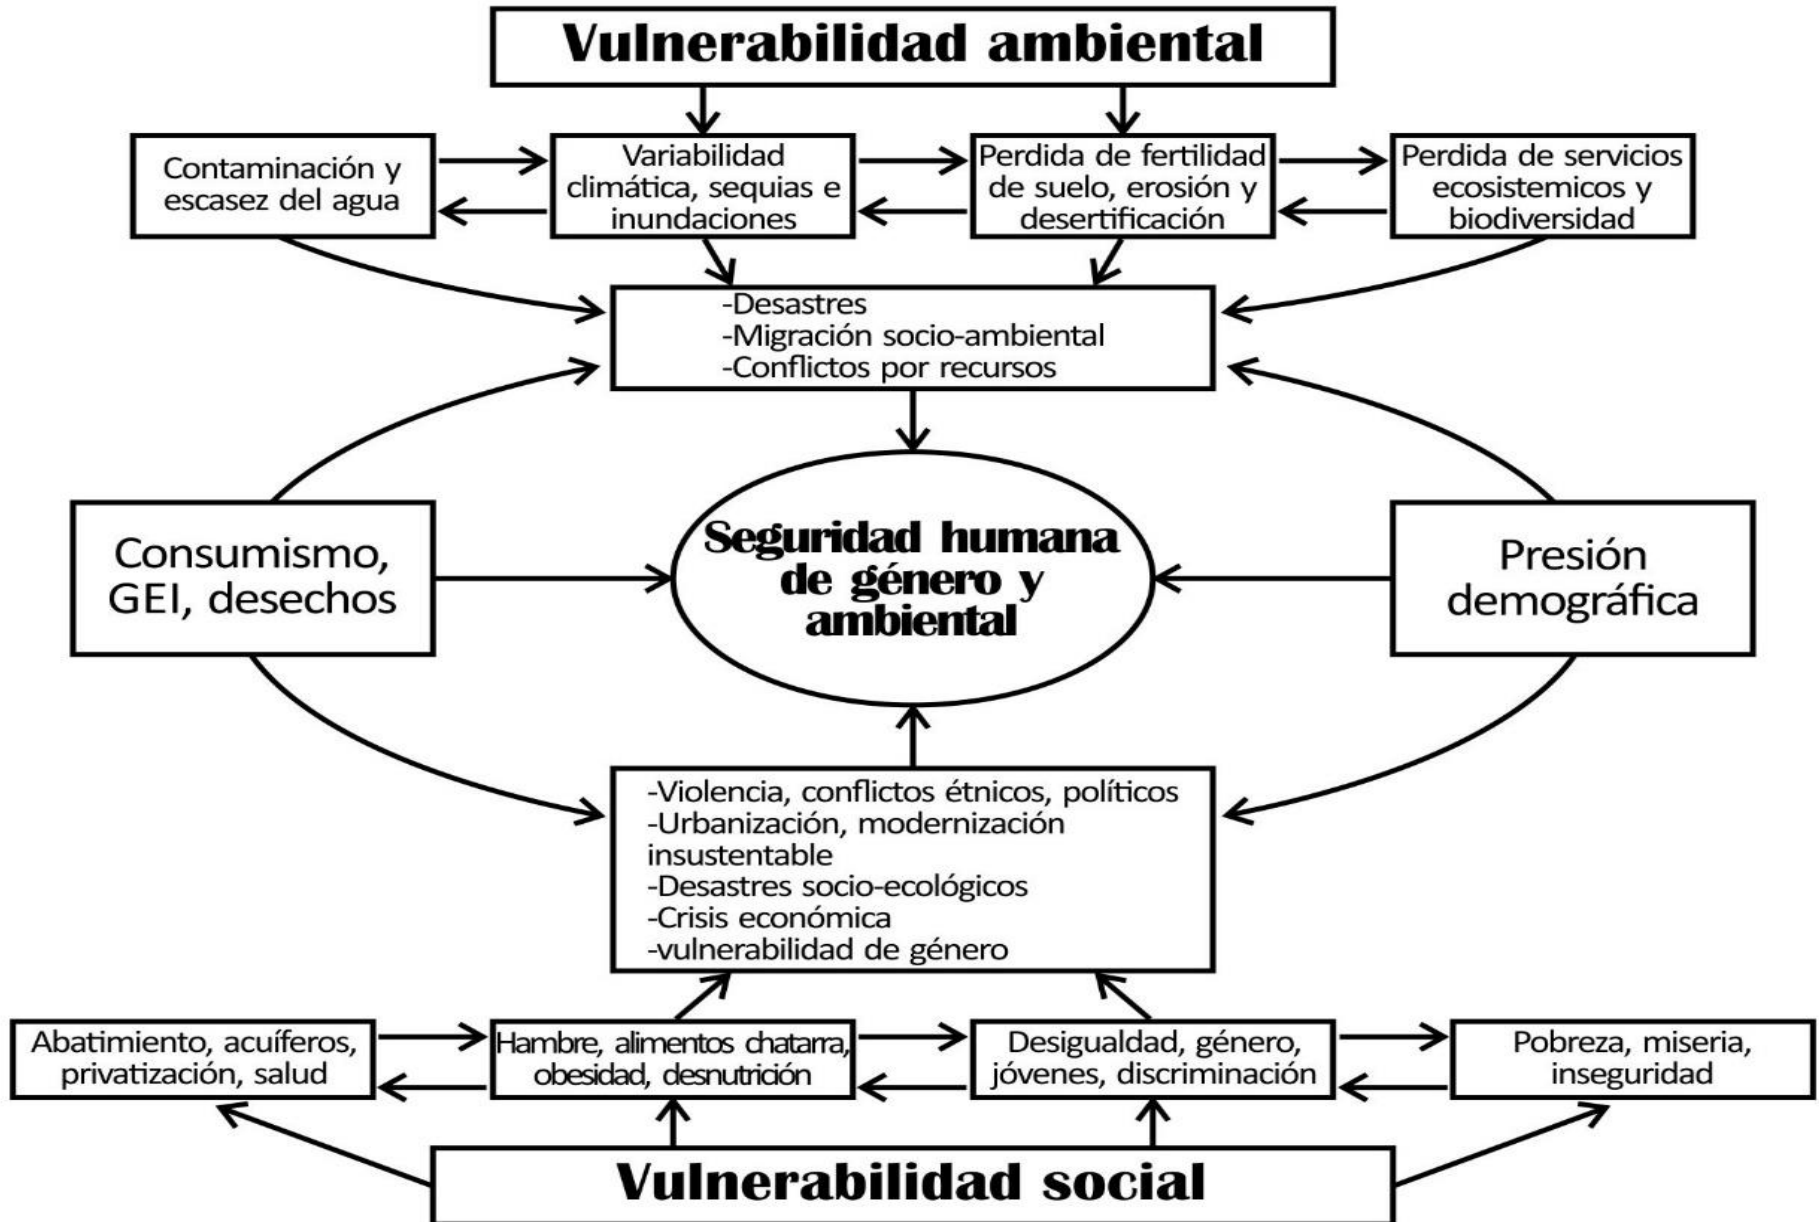 Vulnerabilidad ambiental
Contaminación y
escasez del agua
Variabilidad
climática, sequias e
inundaciones
Perdida de fertilidad
de suelo, erosión y
desertificación
Perdida de servicios
ecosistemicos y
biodiversidad
-Desastres
-Migración socio-ambiental
-Conflictos por recursos
Consumismo,
GEI, desechos
Seguridad humana
de género y
ambiental
Presión
demográfica
-Violencia, conflictos étnicos, políticos
-Urbanización, modernización
insustentable
-Desastres socio-ecológicos
-Crisis económica
-vulnerabilidad de género
Abatimiento, acuíferos,
privatización, salud
Hambre, alimentos chatarra,
obesidad, desnutrición
Desigualdad, género,
jóvenes, discriminación
Pobreza, miseria,
inseguridad
Vulnerabilidad social